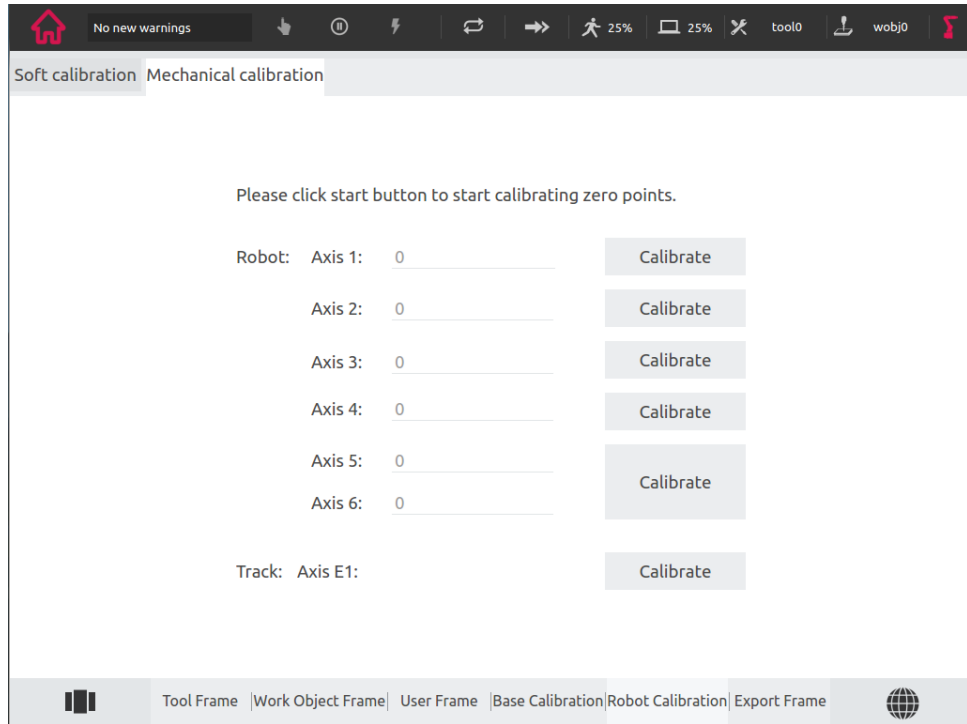 No new warnings 25% 25% tool0 wobj0
Soft calibration Mechanical calibration
Please click start button to start calibrating zero points.
Robot: Axis 1: 0 Calibrate
Axis 2: 0 Calibrate
Axis 3: 0 Calibrate
Axis 4: 0 Calibrate
Axis 5: 0
Calibrate
Axis 6: 0
Track: Axis E1: Calibrate
Tool Frame Work Object Frame User Frame Base Calibration Robot Calibration Export Frame